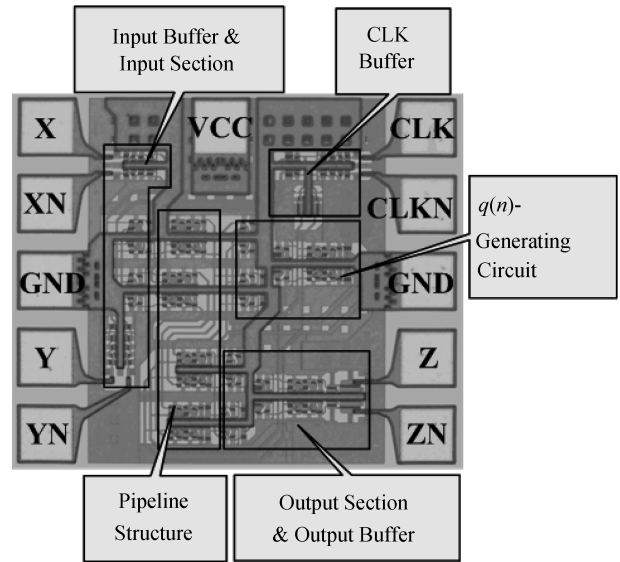 Input Buffer &
Input Section
CLK
Buffer
X
VCC
CLK
XN
CLKN
q(n)-
Generating
Circuit
GND
GND
Y
Z
YN
ZN
Pipeline
Structure
Output Section
& Output Buffer